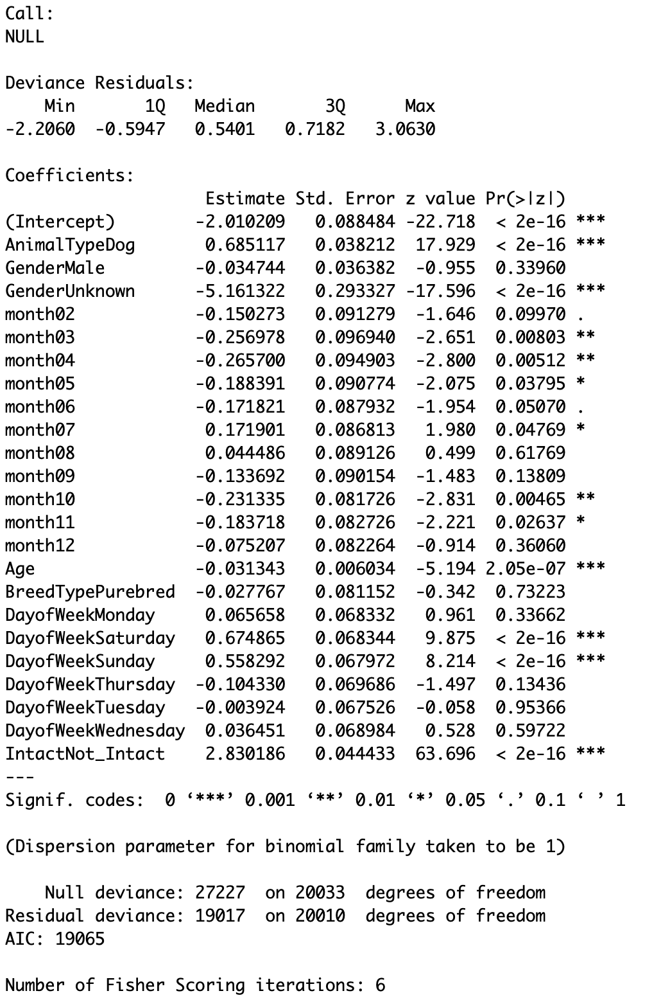 Call:
NULL

Deviance Residuals:
    Min       1Q   Median       3Q      Max
-2.2060  -0.5947   0.5401   0.7182   3.0630

Coefficients:
                    Estimate Std. Error z value Pr(>|z|)
(Intercept)        -2.010209   0.088484 -22.718  < 2e-16 ***
AnimalTypeDog       0.685117   0.038212  17.929  < 2e-16 ***
GenderMale         -0.034744   0.036382  -0.955  0.33960
GenderUnknown      -5.161322   0.293327 -17.596  < 2e-16 ***
month02            -0.150273   0.091279  -1.646  0.09970 .
month03            -0.256978   0.096940  -2.651  0.00803 **
month04            -0.265700   0.094903  -2.800  0.00512 **
month05            -0.188391   0.090774  -2.075  0.03795 *
month06            -0.171821   0.087932  -1.954  0.05070 .
month07             0.171901   0.086813   1.980  0.04769 *
month08             0.044486   0.089126   0.499  0.61769
month09            -0.133692   0.090154  -1.483  0.13809
month10            -0.231335   0.081726  -2.831  0.00465 **
month11            -0.183718   0.082726  -2.221  0.02637 *
month12            -0.075207   0.082264  -0.914  0.36060
Age                -0.031343   0.006034  -5.194 2.05e-07 ***
BreedTypePurebred  -0.027767   0.081152  -0.342  0.73223
DayofWeekMonday     0.065658   0.068332   0.961  0.33662
DayofWeekSaturday   0.674865   0.068344   9.875  < 2e-16 ***
DayofWeekSunday     0.558292   0.067972   8.214  < 2e-16 ***
DayofWeekThursday  -0.104330   0.069686  -1.497  0.13436
DayofWeekTuesday   -0.003924   0.067526  -0.058  0.95366
DayofWeekWednesday  0.036451   0.068984   0.528  0.59722
IntactNot_Intact    2.830186   0.044433  63.696  < 2e-16 ***
---
Signif. codes:  0 ‘***’ 0.001 ‘**’ 0.01 ‘*’ 0.05 ‘.’ 0.1 ‘ ’ 1

(Dispersion parameter for binomial family taken to be 1)

    Null deviance: 27227  on 20033  degrees of freedom
Residual deviance: 19017  on 20010  degrees of freedom
AIC: 19065

Number of Fisher Scoring iterations: 6